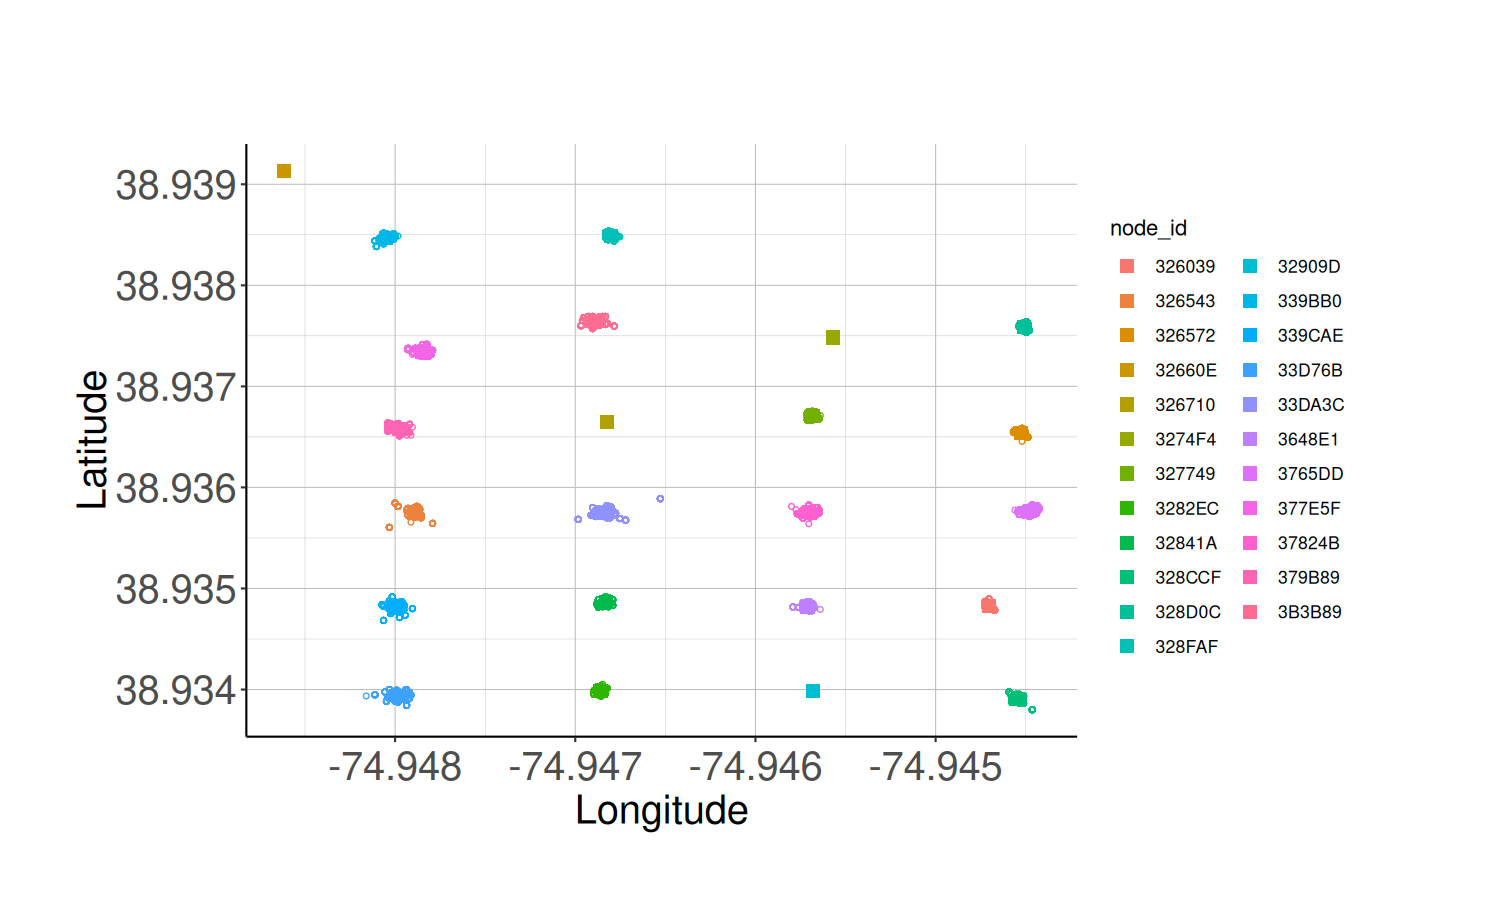 38.939
38.938
38.937
38.936
38.935
38.934
Latitude
-74.948 -74.947 -74.946 -74.945
Longitude
node_id
326039 32909D
326543 339BB0
326572 339CAE
32660E 33D76B
326710 33DA3C
3274F4 3648E1
327749 3765DD
3282EC 377E5F
32841A 37824B
328CCF 379B89
328D0C 3B3B89
328FAF